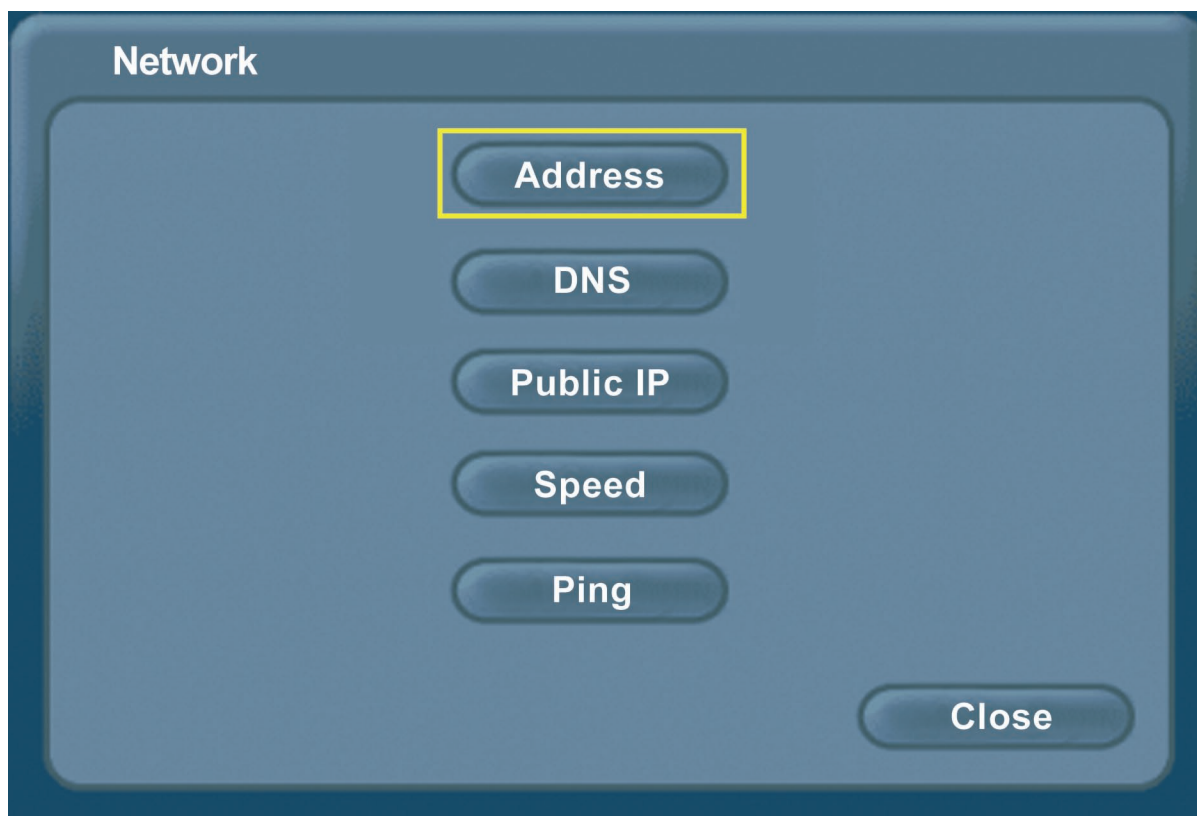 Network
Address
DNS
Public IP
Speed
Ping
Close